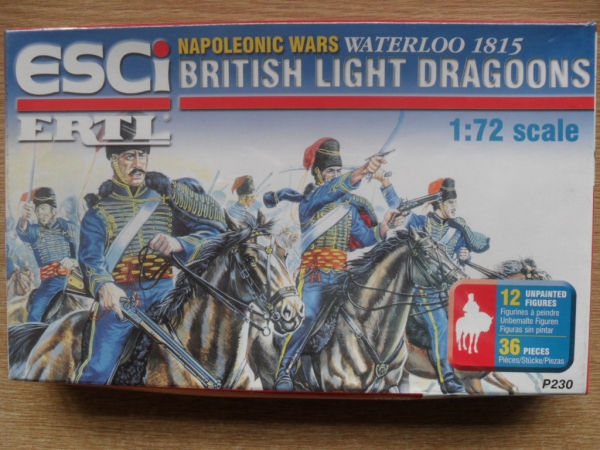 ESCi
ERTL
NAPOLEONIC WARS WATERLOO 1815
BRITISH LIGHT DRAGOONS
1:72 scale
12 UNPAINTED FIGURES
Figurines à peindre
Unbemalte Figuren
Figuras sin pintar
36 PIECES
Pièces/Stücke/Piezas
P230